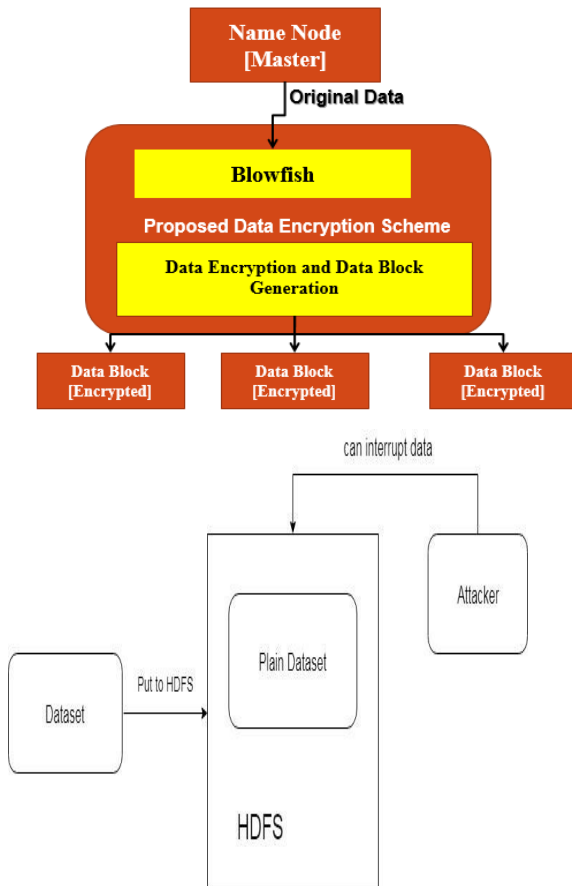 Name Node
[Master]
Original Data
Blowfish
Proposed Data Encryption Scheme
Data Encryption and Data Block
Generation
Data Block
[Encrypted]
Data Block
[Encrypted]
Data Block
[Encrypted]
can interrupt data
Attacker
Plain Dataset
Put to HDFS
Dataset
HDFS